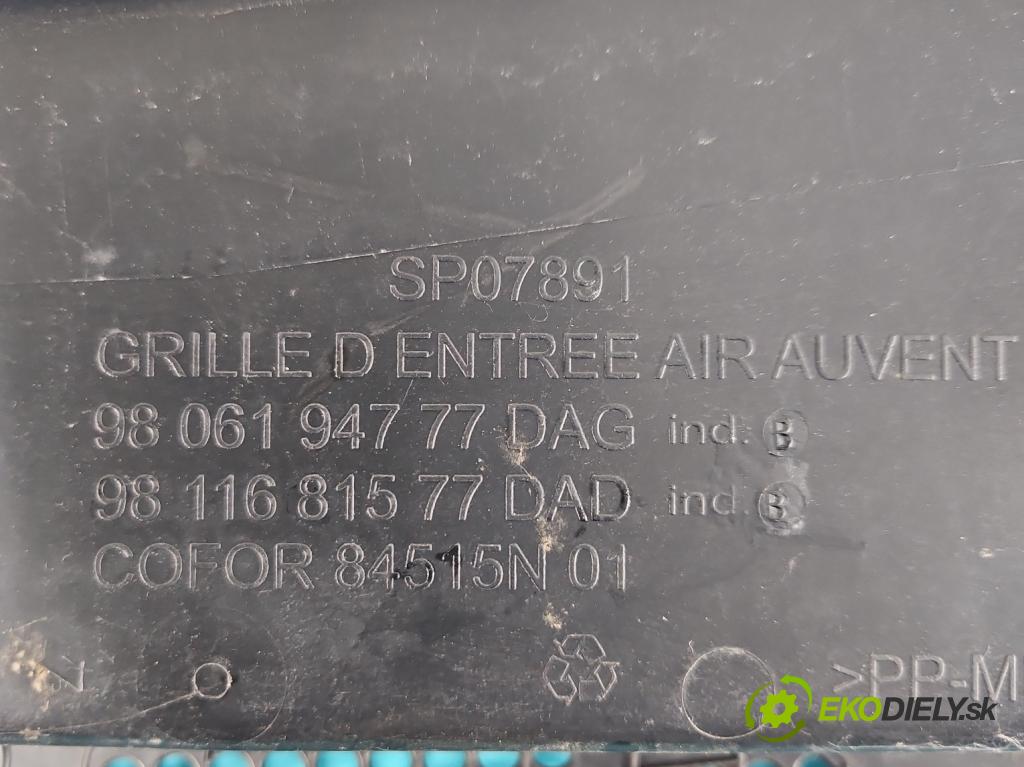 SP07891
GRILLE D ENTREE AIR AUVENT
98 061 947 77 DAG ind. B
98 116 815 77 DAD ind B
COFOR 84515N 01
>PP-M
EKODIELY.sk